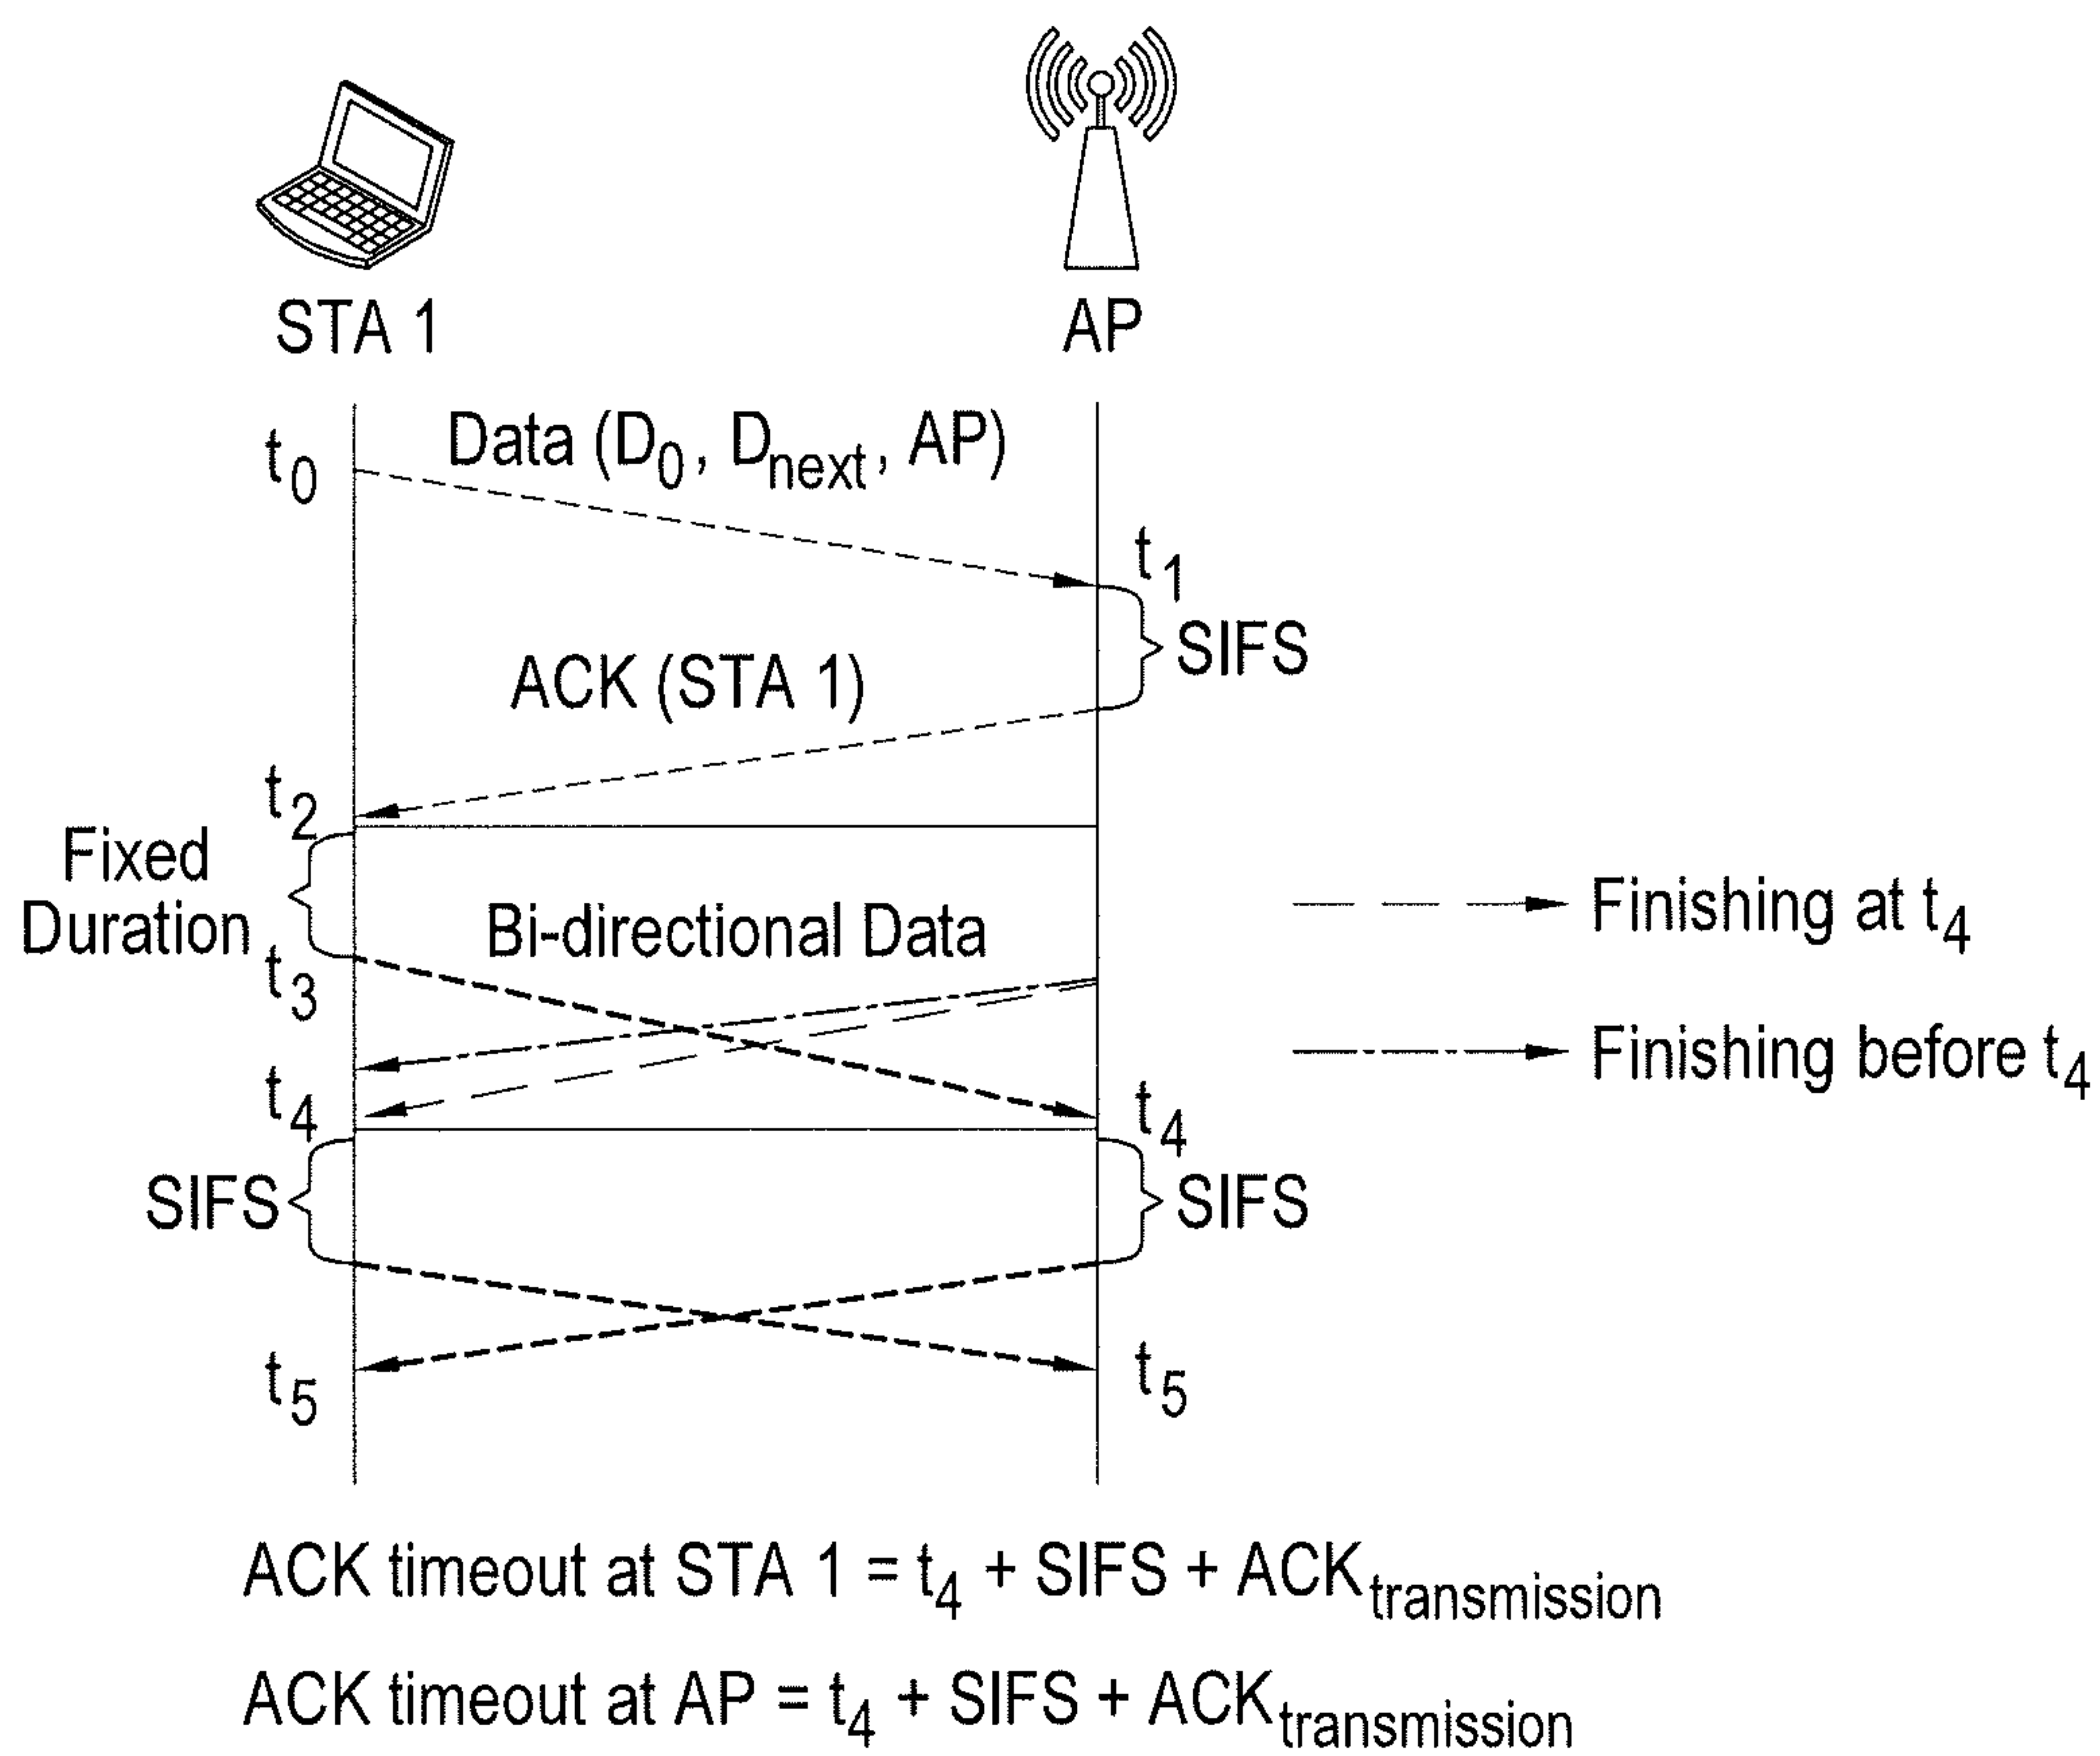 STA 1
AP
Data (D0, Dnext, AP)
t0
t1
SIFS
ACK (STA 1)
t2
Fixed
Duration
Bi-directional Data
t3
Finishing at t4
Finishing before t4
t4
t4
SIFS
SIFS
t5
t5
ACK timeout at STA 1 = t4 + SIFS + ACKtransmission
ACK timeout at AP = t4 + SIFS + ACKtransmission